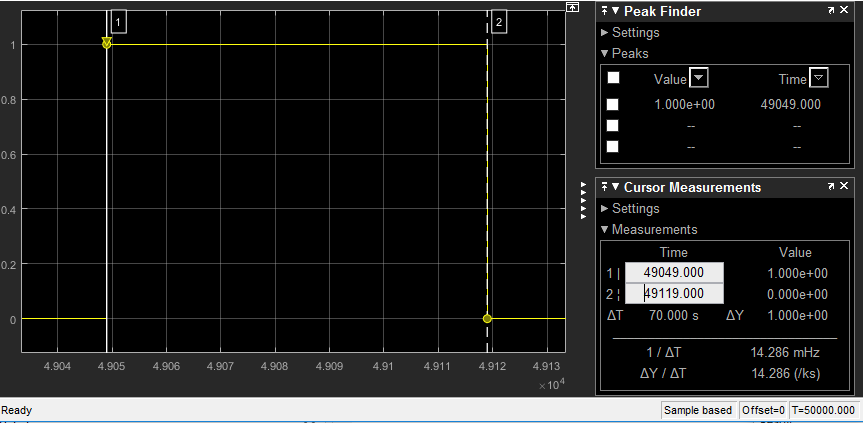 1
2
1
0.8
0.6
0.4
0.2
0
4.904 4.905 4.906 4.907 4.908 4.909 4.91 4.911 4.912 4.913
×10⁴
Peak Finder
Settings
Peaks
Value Time
1.000e+00 49049.000
-- --
-- --
Cursor Measurements
Settings
Measurements
Time Value
1 | 49049.000 1.000e+00
2 ¦ 49119.000 0.000e+00
ΔT 70.000 s ΔY 1.000e+00
1 / ΔT 14.286 mHz
ΔY / ΔT 14.286 (/ks)
Ready Sample based Offset=0 T=50000.000